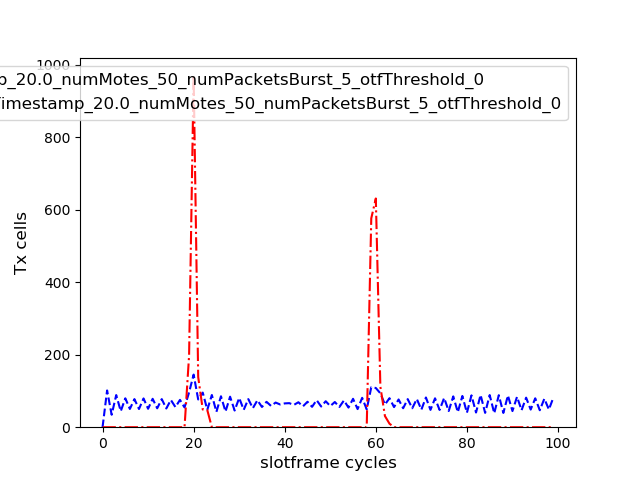 1000
p_20.0_numMotes_50_numPacketsBurst_5_otfThreshold_0
Timestamp_20.0_numMotes_50_numPacketsBurst_5_otfThreshold_0
800
600
400
200
0
Tx cells
0 20 40 60 80 100
slotframe cycles